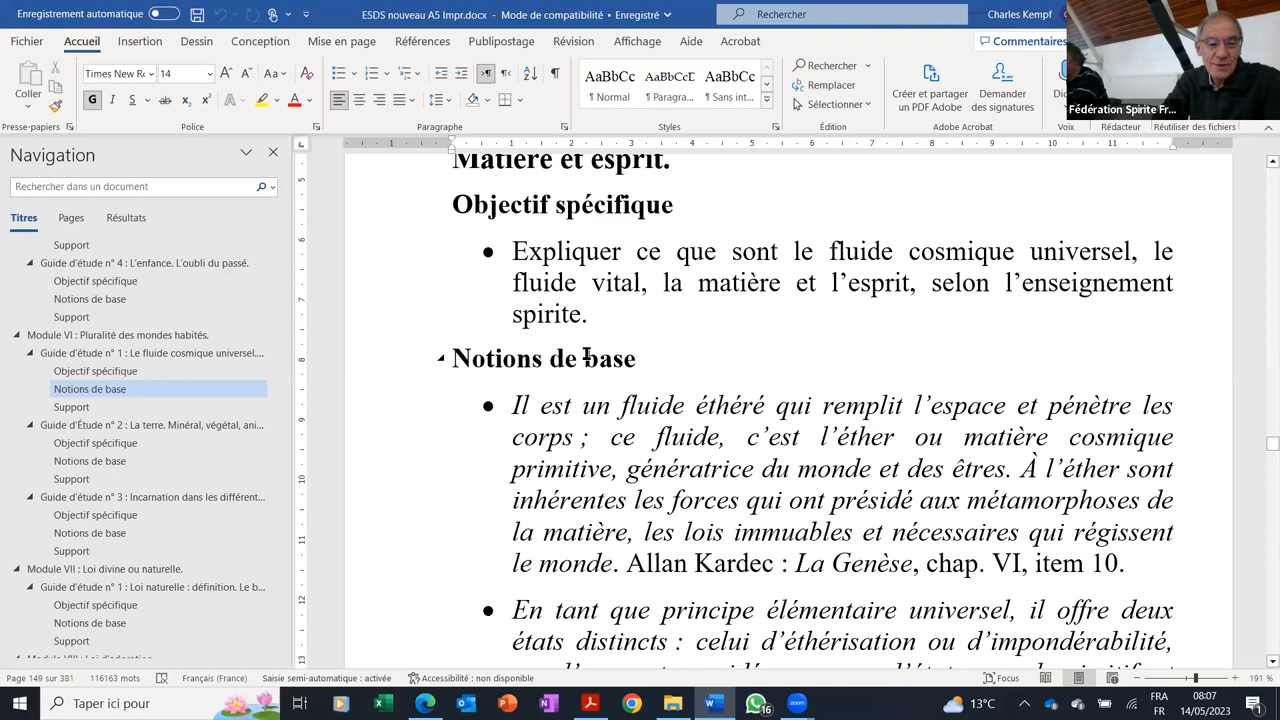 Enregistrement automatique
ESDS nouveau A5 Impr.docx - Mode de compatibilité • Enregistré
Rechercher
Charles Kempf
Fichier Accueil Insertion Dessin Conception Mise en page Références Publipostage Révision Affichage Aide Acrobat Commentaires
Times New R 14
Coller
G I S
AaBbCc AaBbCcD AaBbCc
¶ Normal ¶ Paragra... ¶ Sans int...
Rechercher
Remplacer
Sélectionner
Créer et partager un PDF Adobe
Demander des signatures
Fédération Spirite Fr...
Presse-papiers Police Paragraphe Styles Édition Adobe Acrobat Voix Rédacteur Réutiliser des fichiers
Navigation
Rechercher dans un document
Titres Pages Résultats
Support
Guide d'étude n° 4 : L'enfance. L'oubli du passé.
Objectif spécifique
Notions de base
Support
Module VI : Pluralité des mondes habités.
Guide d'étude n° 1 : Le fluide cosmique universel....
Objectif spécifique
Notions de base
Support
Guide d'Étude n° 2 : La terre. Minéral, végétal, ani...
Objectif spécifique
Notions de base
Support
Guide d'étude n° 3 : Incarnation dans les différent...
Objectif spécifique
Notions de base
Support
Module VII : Loi divine ou naturelle.
Guide d'étude n° 1 : Loi naturelle : définition. Le b...
Objectif spécifique
Notions de base
Support
Matière et esprit.
Objectif spécifique
● Expliquer ce que sont le fluide cosmique universel, le
fluide vital, la matière et l'esprit, selon l'enseignement
spirite.
Notions de base
● Il est un fluide éthéré qui remplit l'espace et pénètre les
corps ; ce fluide, c'est l'éther ou matière cosmique
primitive, génératrice du monde et des êtres. À l'éther sont
inhérentes les forces qui ont présidé aux métamorphoses de
la matière, les lois immuables et nécessaires qui régissent
le monde. Allan Kardec : La Genèse, chap. VI, item 10.
● En tant que principe élémentaire universel, il offre deux
états distincts : celui d'éthérisation ou d'impondérabilité,
Page 149 sur 381 116163 mots Français (France) Saisie semi-automatique : activée Accessibilité : non disponible Focus 191 %
Taper ici pour
16
13°C
FRA
FR
08:07
14/05/2023